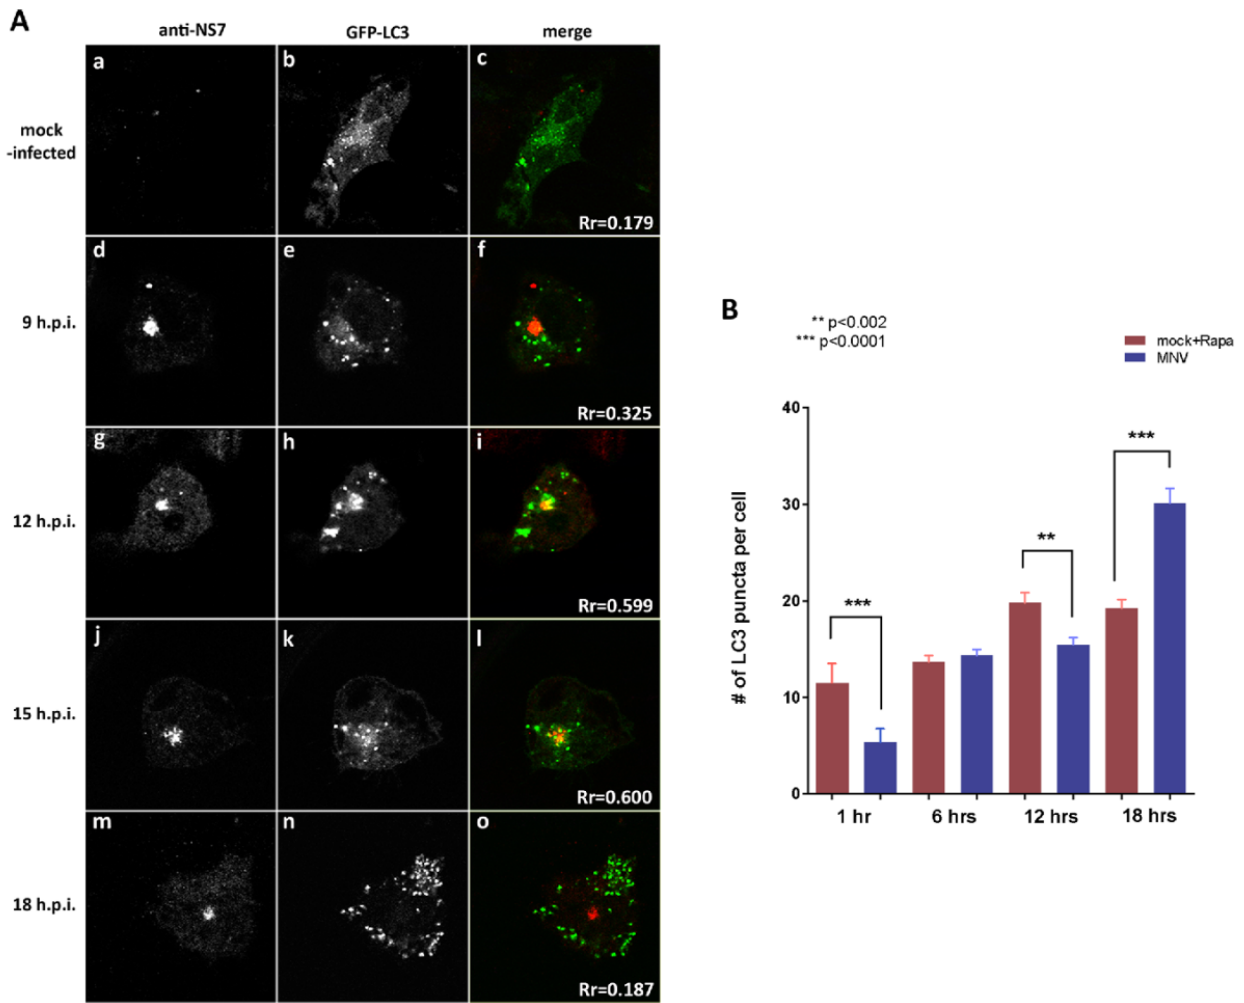 A
anti-NS7 GFP-LC3 merge
mock
-infected
a b c
Rr=0.179
9 h.p.i.
d e f
Rr=0.325
12 h.p.i.
g h i
Rr=0.599
15 h.p.i.
j k l
Rr=0.600
18 h.p.i.
m n o
Rr=0.187
B
** p<0.002
*** p<0.0001
mock+Rapa
MNV
# of LC3 puncta per cell
40
30
20
10
0
***
**
***
1 hr 6 hrs 12 hrs 18 hrs